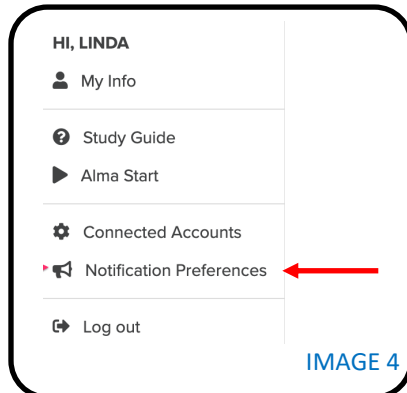 HI, LINDA
My Info
Study Guide
Alma Start
Connected Accounts
Notification Preferences
Log out
IMAGE 4